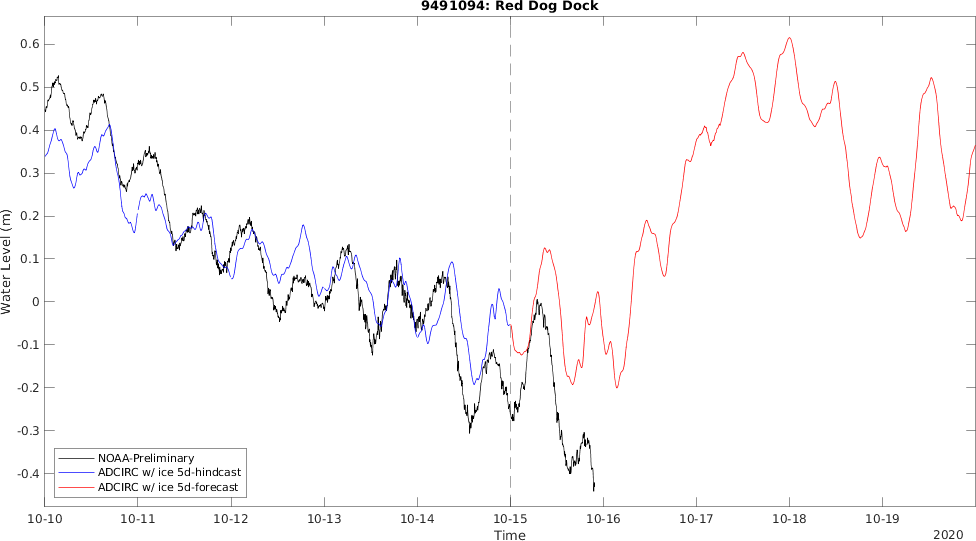 9491094: Red Dog Dock
Water Level (m)
0.6
0.5
0.4
0.3
0.2
0.1
0
-0.1
-0.2
-0.3
-0.4
NOAA-Preliminary
ADCIRC w/ ice 5d-hindcast
ADCIRC w/ ice 5d-forecast
10-10 10-11 10-12 10-13 10-14 10-15 10-16 10-17 10-18 10-19
Time
2020